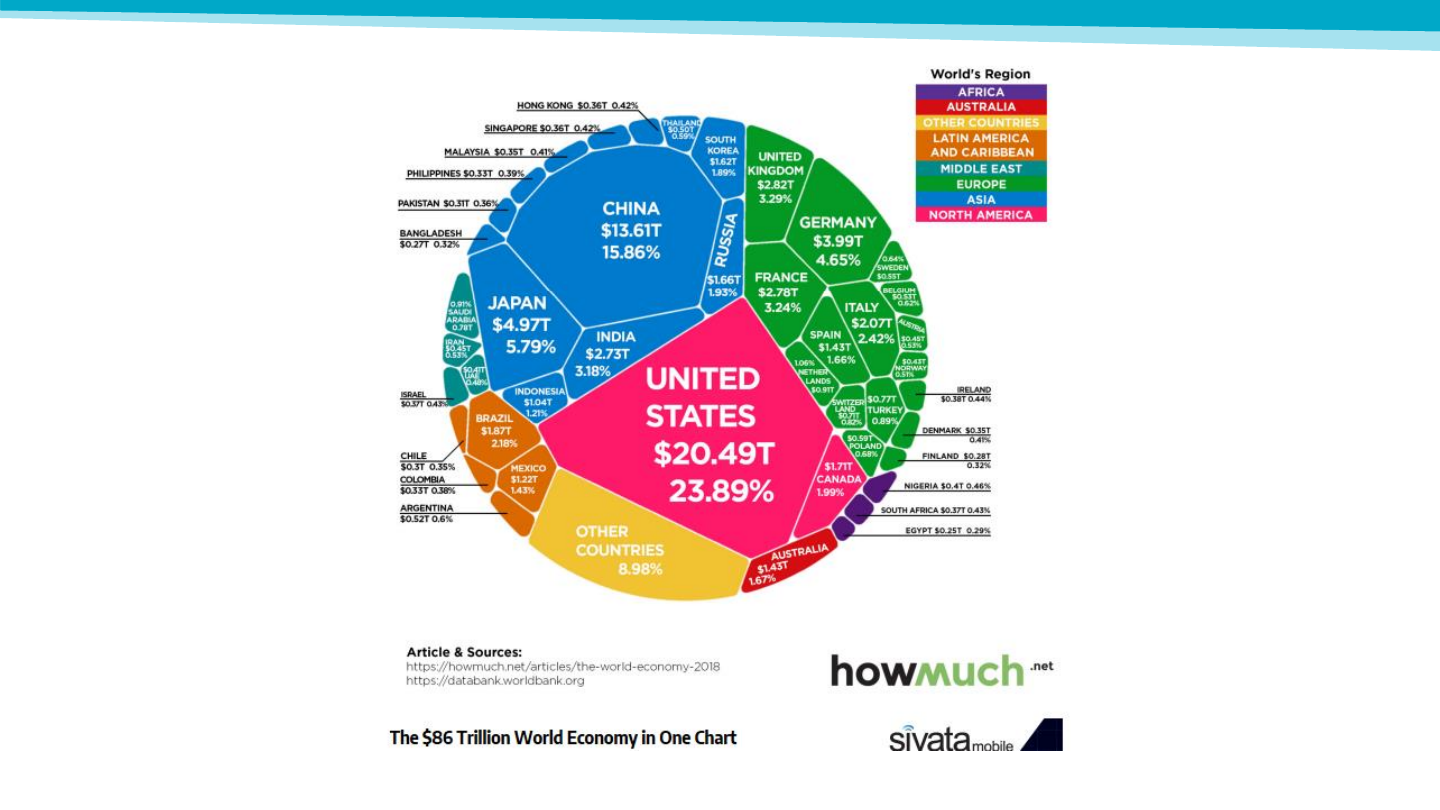 World's Region
AFRICA
AUSTRALIA
OTHER COUNTRIES
LATIN AMERICA
AND CARIBBEAN
MIDDLE EAST
EUROPE
ASIA
NORTH AMERICA
HONG KONG $0.36T 0.42%
SINGAPORE $0.36T 0.42%
MALAYSIA $0.35T 0.41%
PHILIPPINES $0.33T 0.39%
PAKISTAN $0.31T 0.36%
BANGLADESH
$0.27T 0.32%
THAILAND
$0.50T
0.59%
SOUTH
KOREA
$1.62T
1.89%
CHINA
$13.61T
15.86%
RUSSIA
$1.66T
1.93%
JAPAN
$4.97T
5.79%
INDIA
$2.73T
3.18%
INDONESIA
$1.04T
1.21%
UNITED
KINGDOM
$2.82T
3.29%
GERMANY
$3.99T
4.65%
FRANCE
$2.78T
3.24%
ITALY
$2.07T
2.42%
SPAIN
$1.43T
1.66%
0.64%
SWEDEN
$0.55T
BELGIUM
$0.53T
0.62%
AUSTRIA
$0.45T
0.53%
$0.43T
NORWAY
0.51%
1.06%
NETHER
LANDS
$0.91T
SWITZER
LAND
$0.71T
0.82%
$0.77T
TURKEY
0.89%
$0.59T
POLAND
0.68%
IRELAND
$0.38T 0.44%
DENMARK $0.35T
0.41%
FINLAND $0.28T
0.32%
0.91%
SAUDI
ARABIA
0.78T
IRAN
$0.45T
0.53%
$0.41T
UAE
0.48%
ISRAEL
$0.37T 0.43%
BRAZIL
$1.87T
2.18%
MEXICO
$1.22T
1.43%
CHILE
$0.3T 0.35%
COLOMBIA
$0.33T 0.38%
ARGENTINA
$0.52T 0.6%
UNITED
STATES
$20.49T
23.89%
$1.71T
CANADA
1.99%
NIGERIA $0.4T 0.46%
SOUTH AFRICA $0.37T 0.43%
EGYPT $0.25T 0.29%
OTHER
COUNTRIES
8.98%
AUSTRALIA
$1.43T
1.67%
Article & Sources:
https://howmuch.net/articles/the-world-economy-2018
https://databank.worldbank.org
howmuch.net
The $86 Trillion World Economy in One Chart
sivata mobile